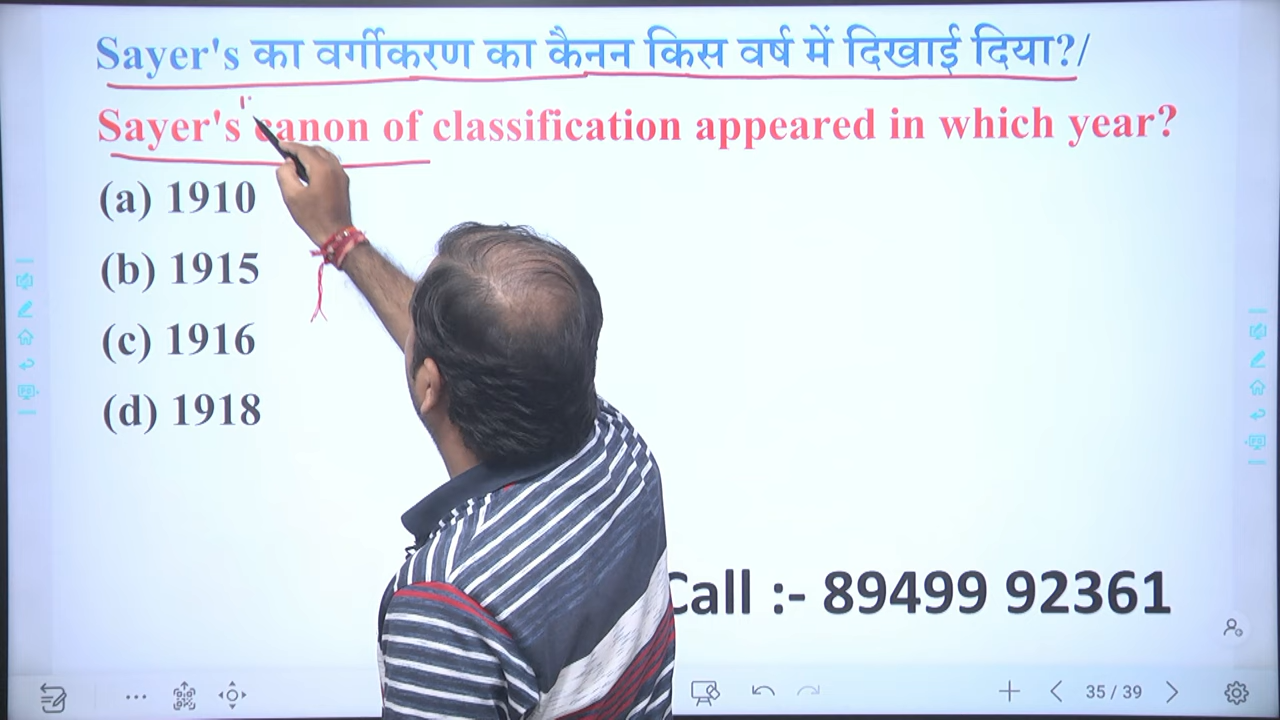 Sayer's का वर्गीकरण का कैनन किस वर्ष में दिखाई दिया?/
Sayer's canon of classification appeared in which year?
(a) 1910
(b) 1915
(c) 1916
(d) 1918
Call :- 89499 92361
35 / 39